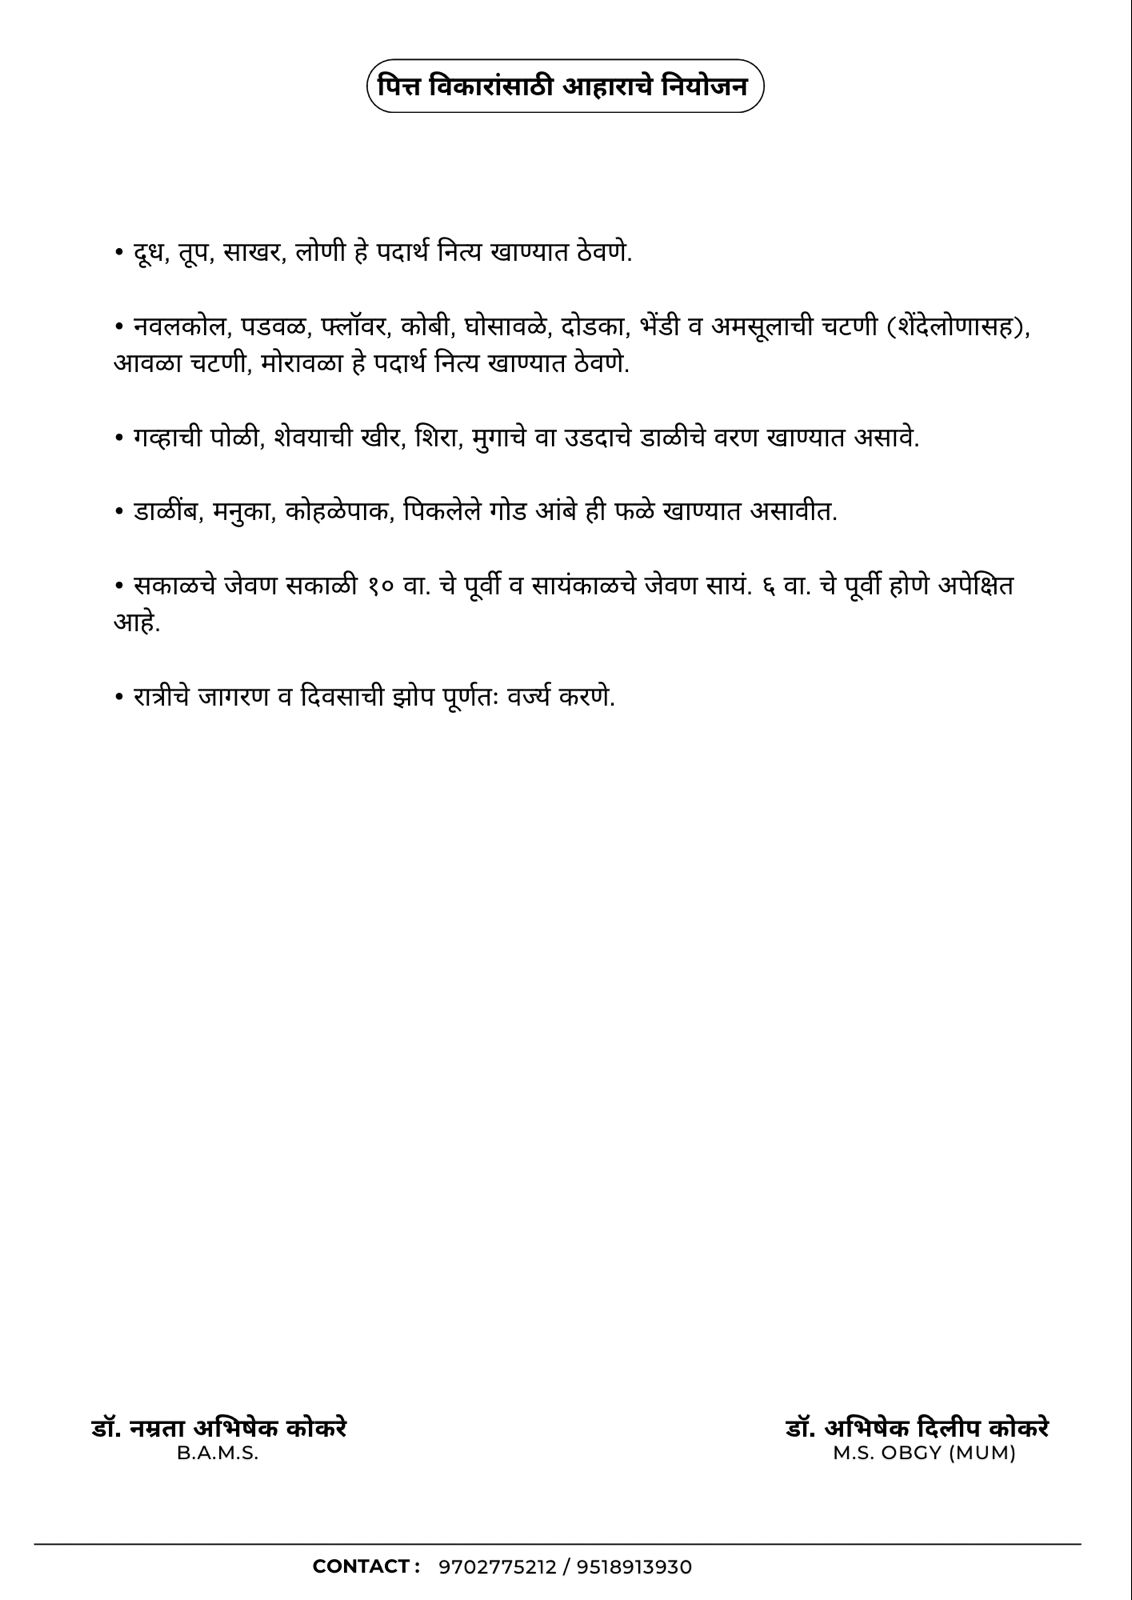 पित्त विकारांसाठी आहाराचे नियोजन
• दूध, तूप, साखर, लोणी हे पदार्थ नित्य खाण्यात ठेवणे.
• नवलकोल, पडवळ, फ्लॉवर, कोबी, घोसावळे, दोडका, भेंडी व अमसूलाची चटणी (शेंदेलोणासह),
आवळा चटणी, मोरावळा हे पदार्थ नित्य खाण्यात ठेवणे.
• गव्हाची पोळी, शेवयाची खीर, शिरा, मुगाचे वा उडदाचे डाळीचे वरण खाण्यात असावे.
• डाळींब, मनुका, कोहळेपाक, पिकलेले गोड आंबे ही फळे खाण्यात असावीत.
• सकाळचे जेवण सकाळी १० वा. चे पूर्वी व सायंकाळचे जेवण सायं. ६ वा. चे पूर्वी होणे अपेक्षित
आहे.
• रात्रीचे जागरण व दिवसाची झोप पूर्णतः वर्ज्य करणे.
डॉ. नम्रता अभिषेक कोकरे
B.A.M.S.
डॉ. अभिषेक दिलीप कोकरे
M.S. OBGY (MUM)
CONTACT : 9702775212 / 9518913930